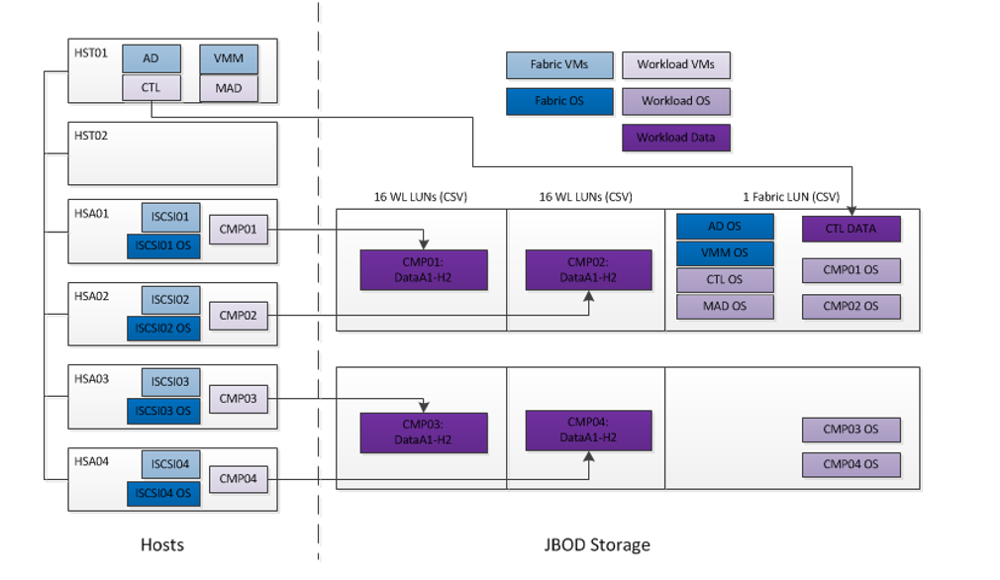 HST01
AD
VMM
CTL
MAD
HST02
HSA01
ISCSI01
ISCSI01 OS
CMP01
HSA02
ISCSI02
ISCSI02 OS
CMP02
HSA03
ISCSI03
ISCSI03 OS
CMP03
HSA04
ISCSI04
ISCSI04 OS
CMP04
Hosts
Fabric VMs
Workload VMs
Fabric OS
Workload OS
Workload Data
16 WL LUNs (CSV)
16 WL LUNs (CSV)
1 Fabric LUN (CSV)
CMP01:
DataA1-H2
CMP02:
DataA1-H2
AD OS
VMM OS
CTL OS
MAD OS
CTL DATA
CMP01 OS
CMP02 OS
CMP03:
DataA1-H2
CMP04:
DataA1-H2
CMP03 OS
CMP04 OS
JBOD Storage